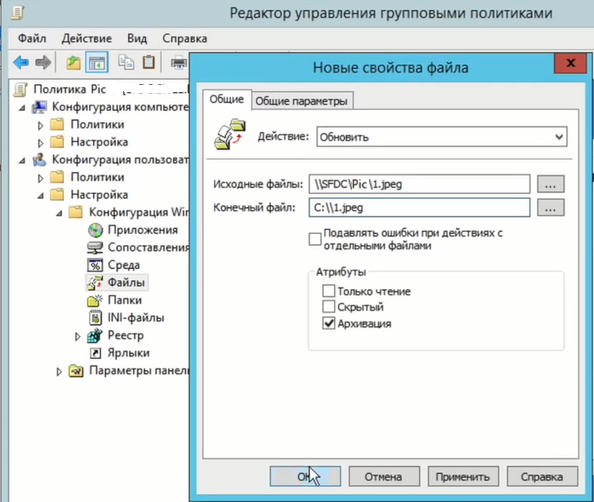 Редактор управления групповыми политиками
Файл Действие Вид Справка
Политика Pic
Конфигурация компьюте
Политики
Настройка
Конфигурация пользоват
Политики
Настройка
Конфигурация Win
Приложения
Сопоставления
Среда
Файлы
Папки
INI-файлы
Реестр
Ярлыки
Параметры панел
Новые свойства файла
Общие Общие параметры
Действие: Обновить
Исходные файлы: \\SFDC\Pic\1.jpeg
...
Конечный файл: C:\\1.jpeg
...
Подавлять ошибки при действиях с
отдельными файлами
Атрибуты
Только чтение
Скрытый
Архивация
ОК Отмена Применить Справка